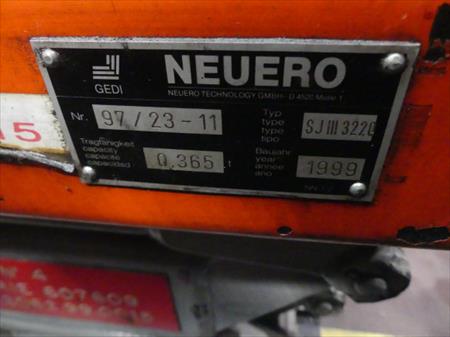 GEDI
NEUERO
NEUERO TECHNOLOGY GMBH · D 4520 Melle 1
Nr. 97/23-11
Typ
type
type
tipo
SJ III 3220
Tragfähigkeit
capacity
capacité
capacidad
0,365 t
Baujahr
year
année
ano
1999
15
607609